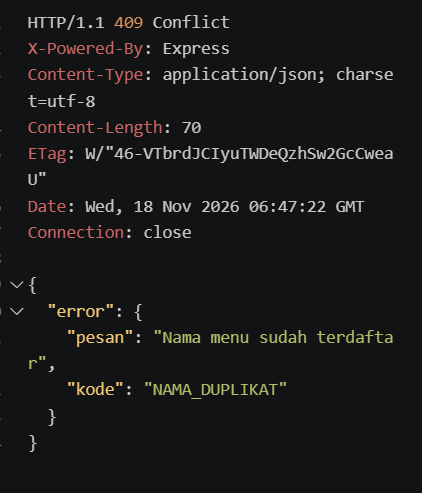 HTTP/1.1 409 Conflict
X-Powered-By: Express
Content-Type: application/json; charse
t=utf-8
Content-Length: 70
ETag: W/"46-VTbrdJCIyuTWDeQzhSw2GcCwea
U"
Date: Wed, 18 Nov 2026 06:47:22 GMT
Connection: close
{
"error": {
"pesan": "Nama menu sudah terdafta
r",
"kode": "NAMA_DUPLIKAT"
}
}